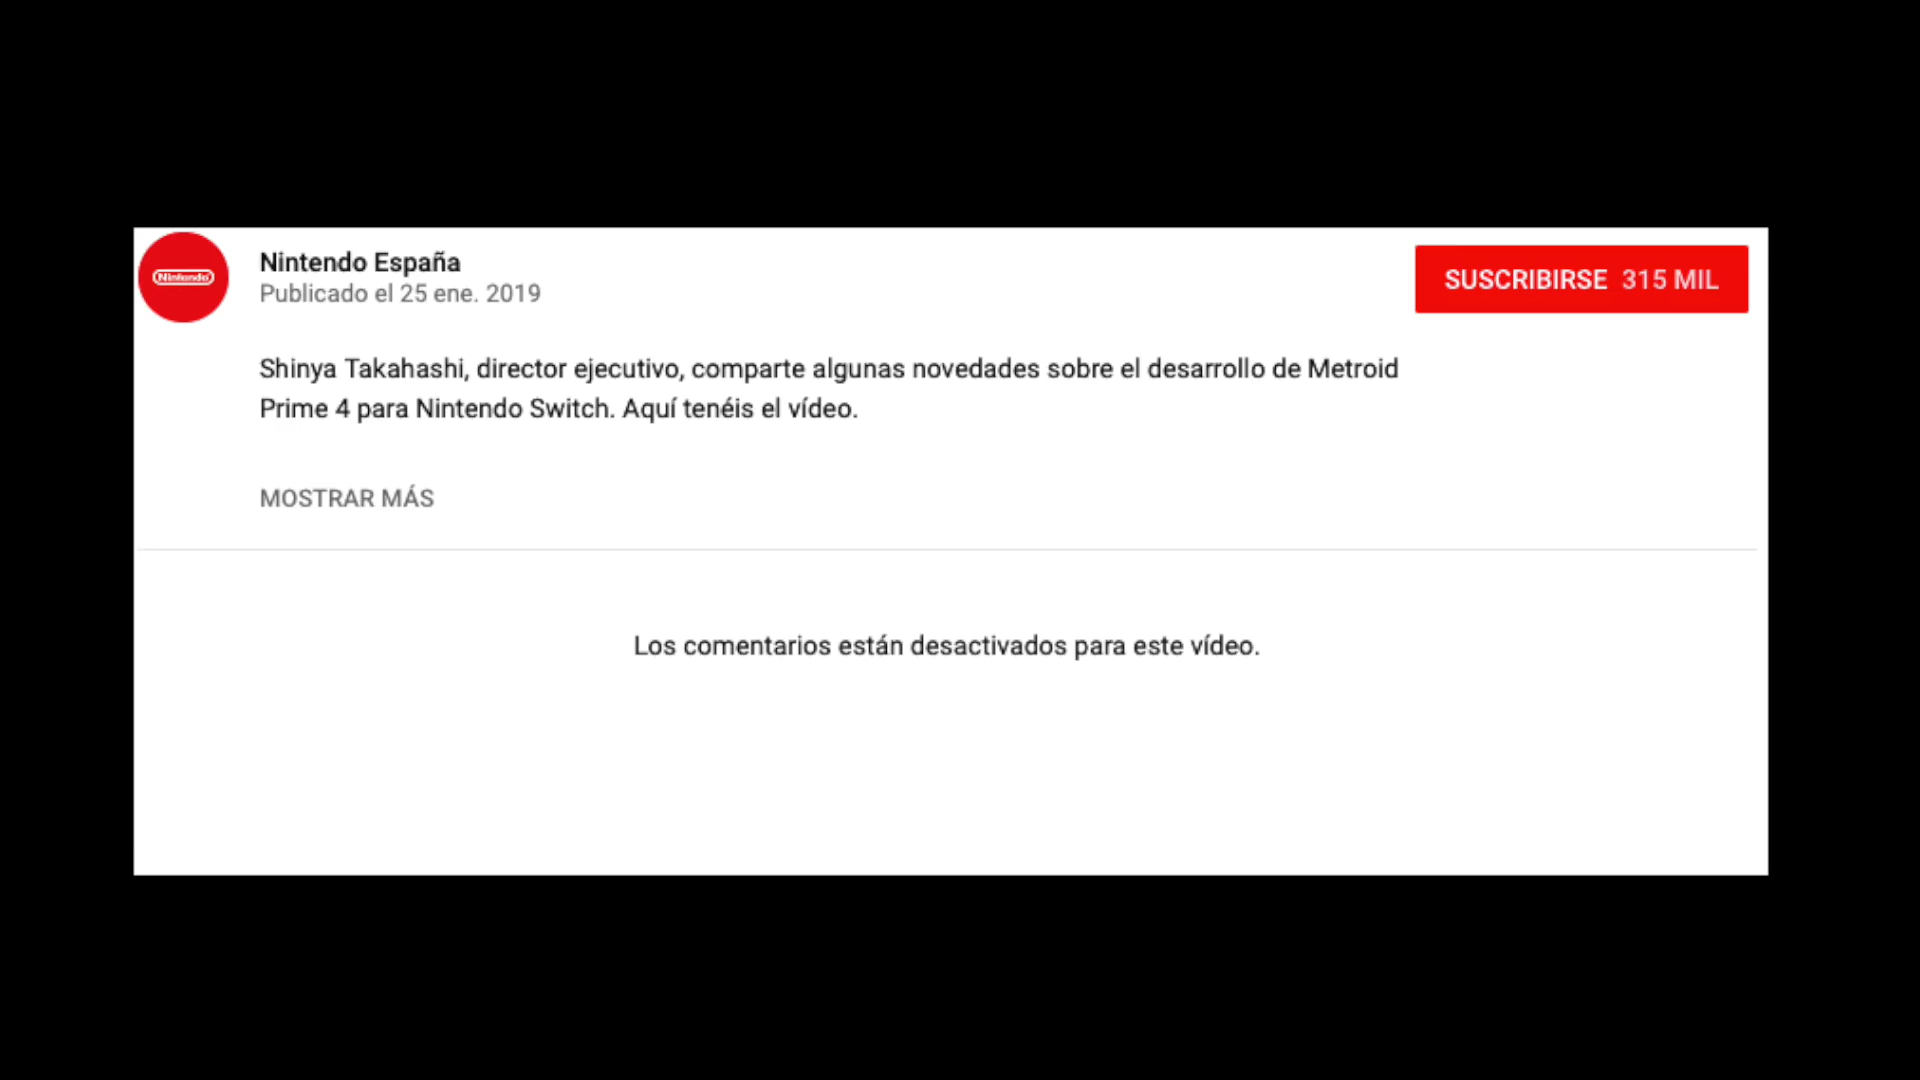 Nintendo
Nintendo España
Publicado el 25 ene. 2019
SUSCRIBIRSE 315 MIL
Shinya Takahashi, director ejecutivo, comparte algunas novedades sobre el desarrollo de Metroid
Prime 4 para Nintendo Switch. Aquí tenéis el vídeo.
MOSTRAR MÁS
Los comentarios están desactivados para este vídeo.